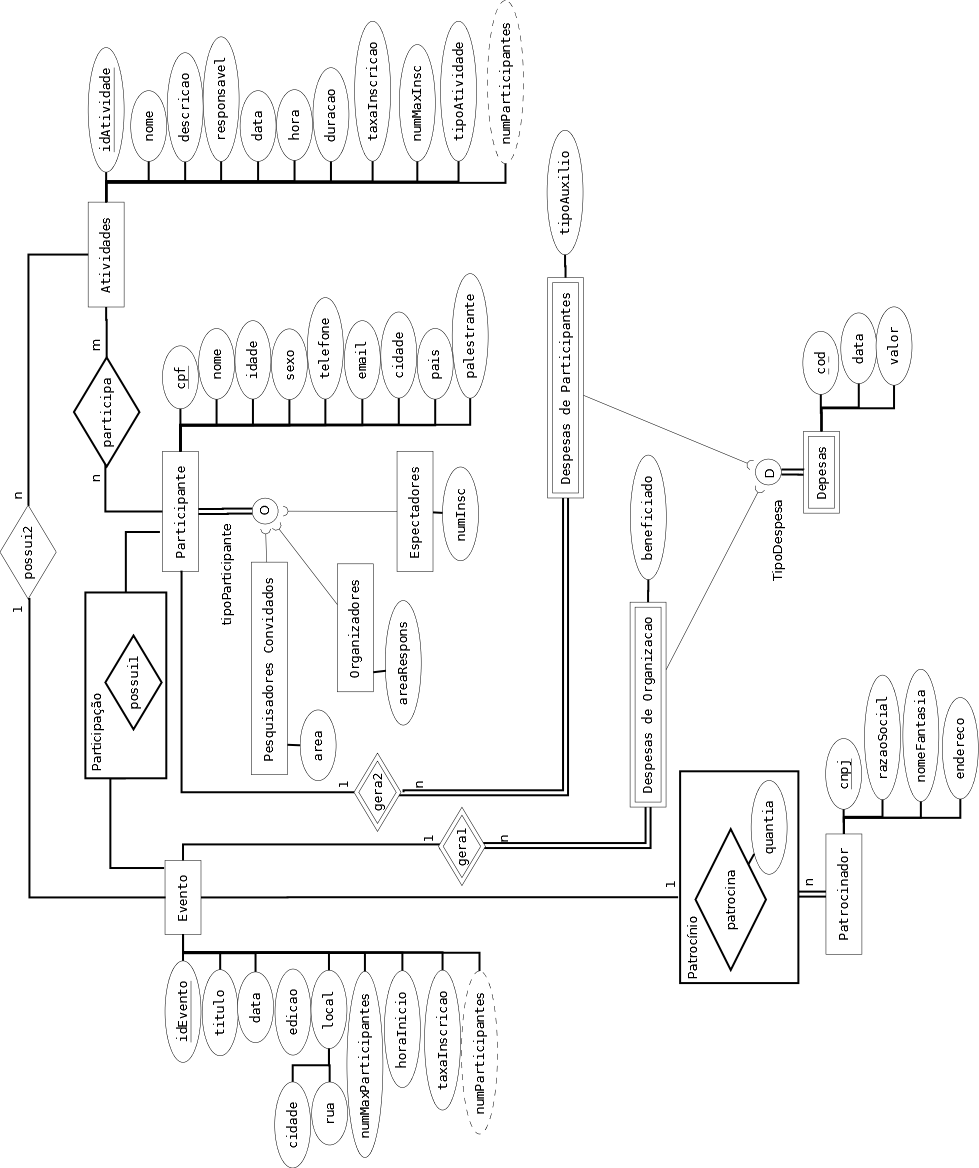 possui2
1
n
Atividades
idAtividade
nome
descricao
responsavel
data
hora
duracao
taxaInscricao
numMaxInsc
tipoAtividade
numParticipantes
participa
n
m
Participação
possui1
Participante
cpf
nome
idade
sexo
telefone
email
cidade
pais
palestrante
tipoParticipante
O
Pesquisadores Convidados
area
Organizadores
areaRespons
Espectadores
numInsc
Evento
idEvento
titulo
data
edicao
local
cidade
rua
numMaxParticipantes
horaInicio
taxaInscricao
numParticipantes
gera2
1
n
gera1
1
n
Despesas de Participantes
tipoAuxilio
Despesas de Organizacao
beneficiado
TipoDespesa
D
Depesas
cod
data
valor
1
Patrocínio
patrocina
quantia
n
Patrocinador
cnpj
razaoSocial
nomeFantasia
endereco